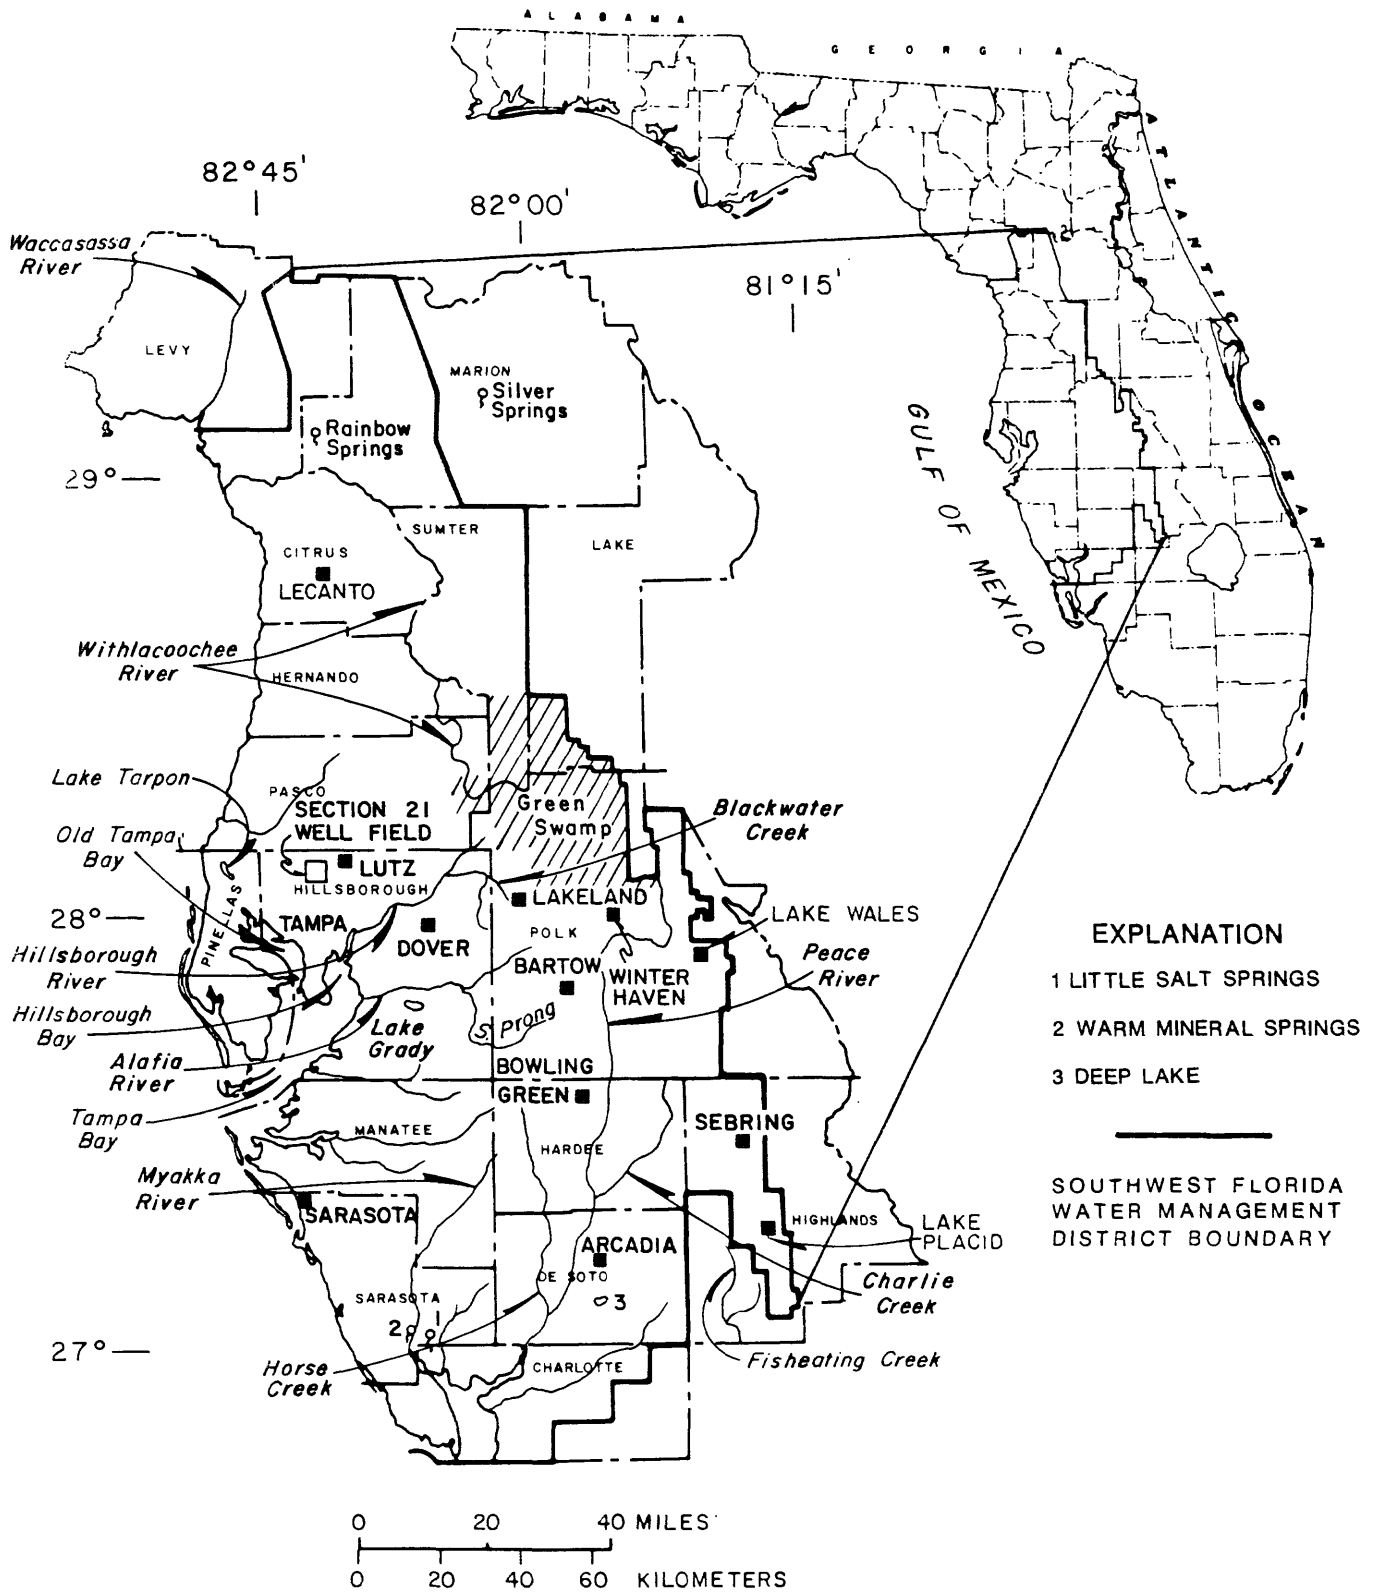 ALABAMA
GEORGIA
ATLANTIC OCEAN
GULF OF MEXICO
82°45'
82°00'
81°15'
Waccasassa
River
LEVY
MARION
Silver
Springs
Rainbow
Springs
29°
SUMTER
CITRUS
LECANTO
LAKE
Withlacoochee
River
HERNANDO
Lake Tarpon
PASCO
SECTION 21
WELL FIELD
Green
Swamp
Blackwater
Creek
Old Tampa
Bay
LUTZ
HILLSBOROUGH
LAKELAND
PINELLAS
28°
TAMPA
DOVER
POLK
LAKE WALES
Hillsborough
River
BARTOW
WINTER
HAVEN
Peace
River
Hillsborough
Bay
Lake
Grady
S. Prong
Alafia
River
BOWLING
GREEN
Tampa
Bay
MANATEE
HARDEE
SEBRING
Myakka
River
SARASOTA
ARCADIA
HIGHLANDS
LAKE
PLACID
DE SOTO
3
Charlie
Creek
SARASOTA
2
1
27°
Horse
Creek
CHARLOTTE
Fisheating Creek
EXPLANATION
1 LITTLE SALT SPRINGS
2 WARM MINERAL SPRINGS
3 DEEP LAKE
SOUTHWEST FLORIDA
WATER MANAGEMENT
DISTRICT BOUNDARY
0 20 40 MILES
0 20 40 60 KILOMETERS